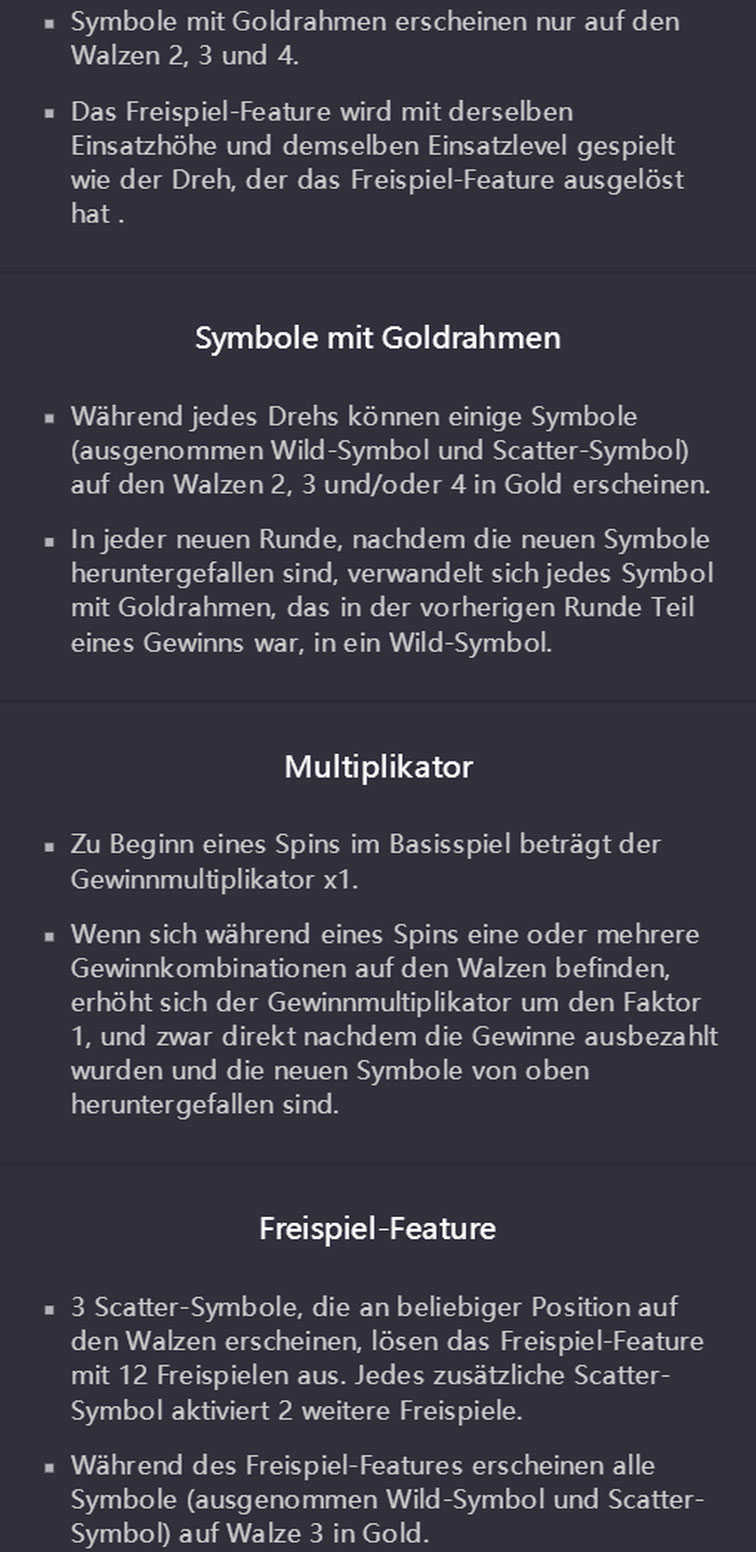 ▪ Symbole mit Goldrahmen erscheinen nur auf den
Walzen 2, 3 und 4.
▪ Das Freispiel-Feature wird mit derselben
Einsatzhöhe und demselben Einsatzlevel gespielt
wie der Dreh, der das Freispiel-Feature ausgelöst
hat .
Symbole mit Goldrahmen
▪ Während jedes Drehs können einige Symbole
(ausgenommen Wild-Symbol und Scatter-Symbol)
auf den Walzen 2, 3 und/oder 4 in Gold erscheinen.
▪ In jeder neuen Runde, nachdem die neuen Symbole
heruntergefallen sind, verwandelt sich jedes Symbol
mit Goldrahmen, das in der vorherigen Runde Teil
eines Gewinns war, in ein Wild-Symbol.
Multiplikator
▪ Zu Beginn eines Spins im Basisspiel beträgt der
Gewinnmultiplikator x1.
▪ Wenn sich während eines Spins eine oder mehrere
Gewinnkombinationen auf den Walzen befinden,
erhöht sich der Gewinnmultiplikator um den Faktor
1, und zwar direkt nachdem die Gewinne ausbezahlt
wurden und die neuen Symbole von oben
heruntergefallen sind.
Freispiel-Feature
▪ 3 Scatter-Symbole, die an beliebiger Position auf
den Walzen erscheinen, lösen das Freispiel-Feature
mit 12 Freispielen aus. Jedes zusätzliche Scatter-
Symbol aktiviert 2 weitere Freispiele.
▪ Während des Freispiel-Features erscheinen alle
Symbole (ausgenommen Wild-Symbol und Scatter-
Symbol) auf Walze 3 in Gold.